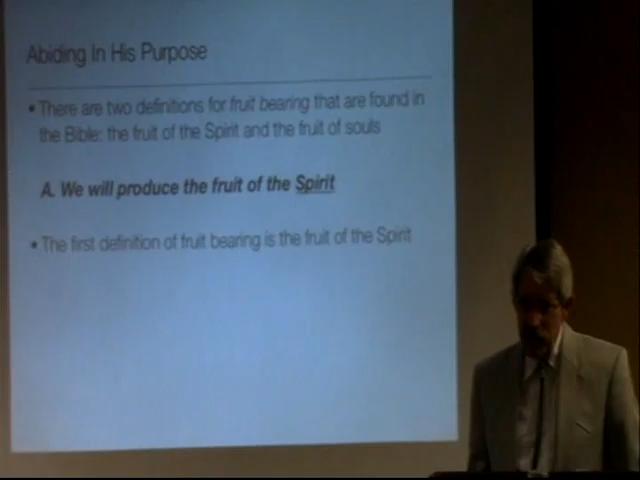 Abiding In His Purpose
• There are two definitions for fruit bearing that are found in
the Bible: the fruit of the Spirit and the fruit of souls
A. We will produce the fruit of the Spirit
• The first definition of fruit bearing is the fruit of the Spirit